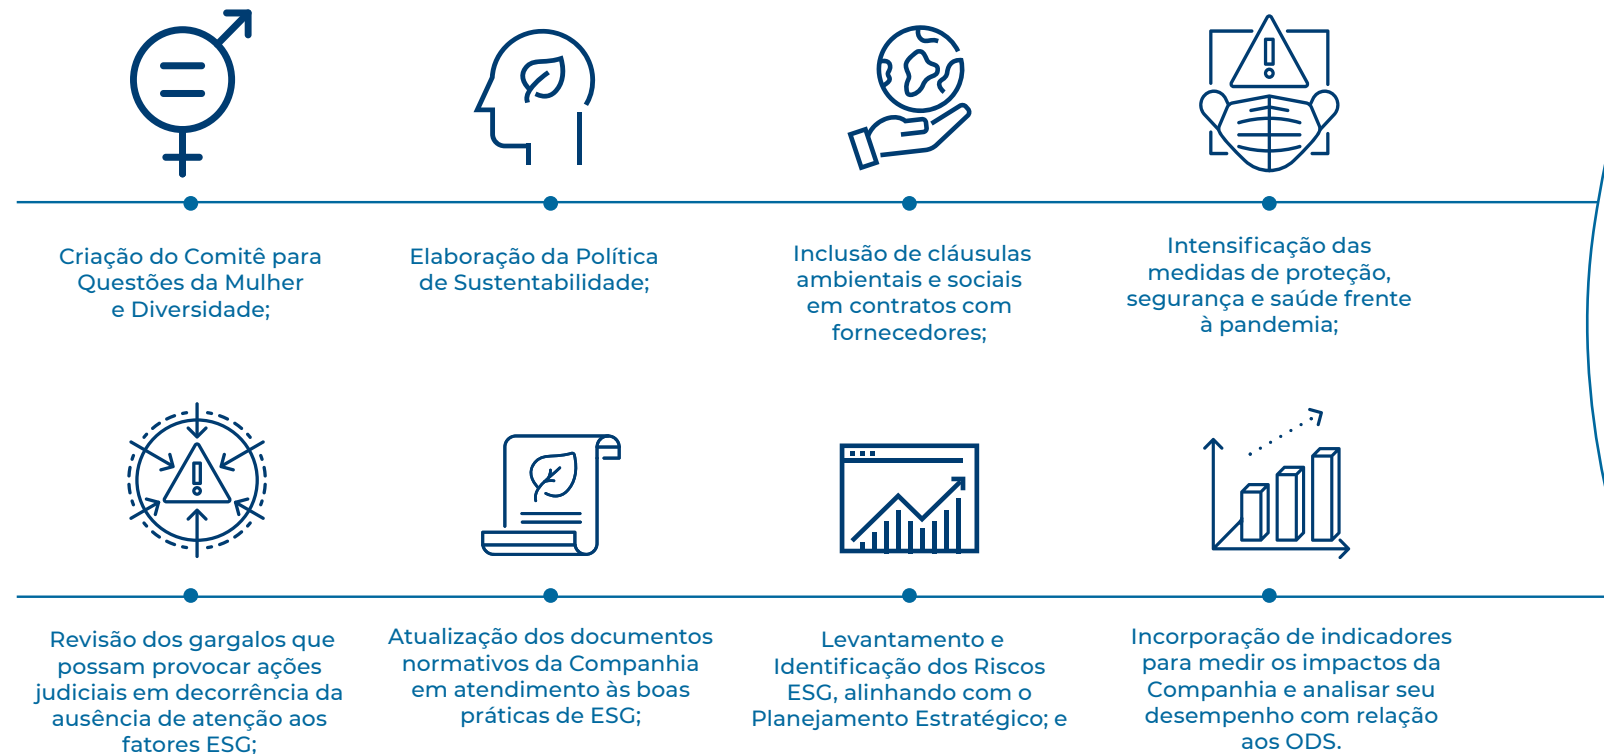 Criação do Comitê para
Questões da Mulher
e Diversidade;
Elaboração da Política
de Sustentabilidade;
Inclusão de cláusulas
ambientais e sociais
em contratos com
fornecedores;
Intensificação das
medidas de proteção,
segurança e saúde frente
à pandemia;
Revisão dos gargalos que
possam provocar ações
judiciais em decorrência da
ausência de atenção aos
fatores ESG;
Atualização dos documentos
normativos da Companhia
em atendimento às boas
práticas de ESG;
Levantamento e
Identificação dos Riscos
ESG, alinhando com o
Planejamento Estratégico; e
Incorporação de indicadores
para medir os impactos da
Companhia e analisar seu
desempenho com relação
aos ODS.